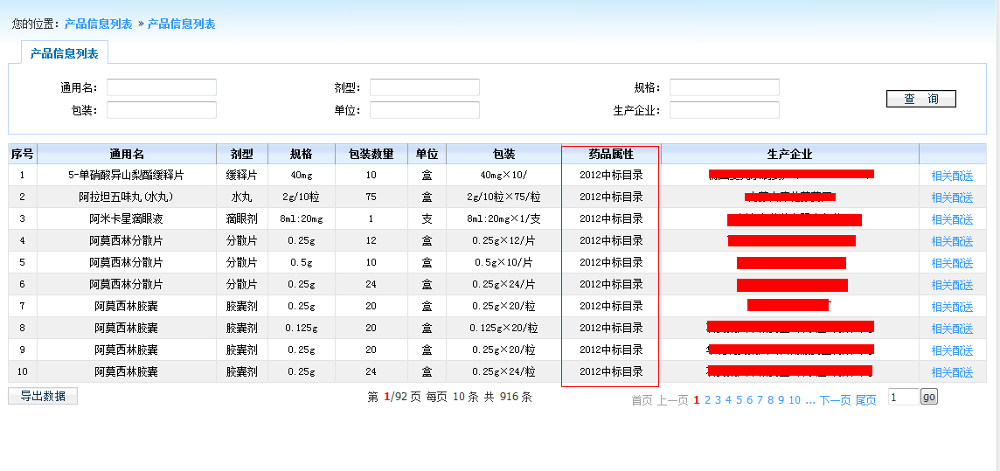 您的位置：产品信息列表 » 产品信息列表
产品信息列表
通用名： 剂型： 规格：
包装： 单位： 生产企业： 查 询
序号 通用名 剂型 规格 包装数量 单位 包装 药品属性 生产企业
1 5-单硝酸异山梨酯缓释片 缓释片 40mg 10 盒 40mg×10/ 2012中标目录 相关配送
2 阿拉坦五味丸(水丸) 水丸 2g/10粒 75 盒 2g/10粒×75/粒 2012中标目录 相关配送
3 阿米卡星滴眼液 滴眼剂 8ml:20mg 1 支 8ml:20mg×1/支 2012中标目录 相关配送
4 阿莫西林分散片 分散片 0.25g 12 盒 0.25g×12/片 2012中标目录 相关配送
5 阿莫西林分散片 分散片 0.5g 10 盒 0.5g×10/片 2012中标目录 相关配送
6 阿莫西林分散片 分散片 0.25g 24 盒 0.25g×24/片 2012中标目录 相关配送
7 阿莫西林胶囊 胶囊剂 0.25g 20 盒 0.25g×20/粒 2012中标目录 相关配送
8 阿莫西林胶囊 胶囊剂 0.125g 20 盒 0.125g×20/粒 2012中标目录 相关配送
9 阿莫西林胶囊 胶囊剂 0.25g 20 盒 0.25g×20/粒 2012中标目录 相关配送
10 阿莫西林胶囊 胶囊剂 0.25g 24 盒 0.25g×24/粒 2012中标目录 相关配送
导出数据 第 1/92 页 每页 10 条 共 916 条 首页 上一页 1 2 3 4 5 6 7 8 9 10 ... 下一页 尾页 1 go